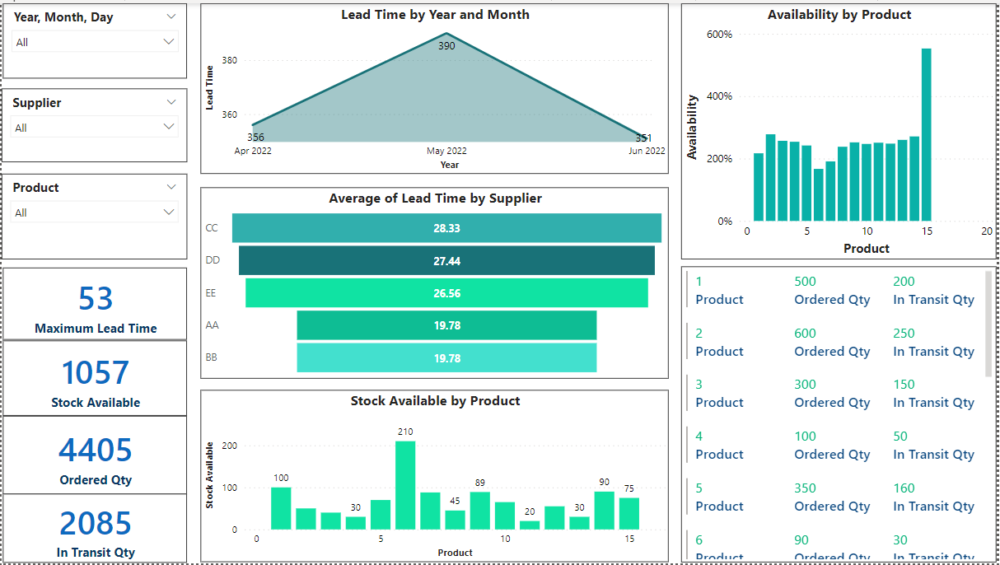 Year, Month, Day
All
Supplier
All
Product
All
53
Maximum Lead Time
1057
Stock Available
4405
Ordered Qty
2085
In Transit Qty
Lead Time by Year and Month
Lead Time
380
360
356
390
351
Apr 2022
May 2022
Jun 2022
Year
Average of Lead Time by Supplier
CC
28.33
DD
27.44
EE
26.56
AA
19.78
BB
19.78
Stock Available by Product
Stock Available
200
100
0
100
30
210
45
89
20
30
90
75
0
5
10
15
Product
Availability by Product
Availability
600%
400%
200%
0%
0
5
10
15
20
Product
1 500 200
Product Ordered Qty In Transit Qty
2 600 250
Product Ordered Qty In Transit Qty
3 300 150
Product Ordered Qty In Transit Qty
4 100 50
Product Ordered Qty In Transit Qty
5 350 160
Product Ordered Qty In Transit Qty
6 90 30
Product Ordered Qty In Transit Qty